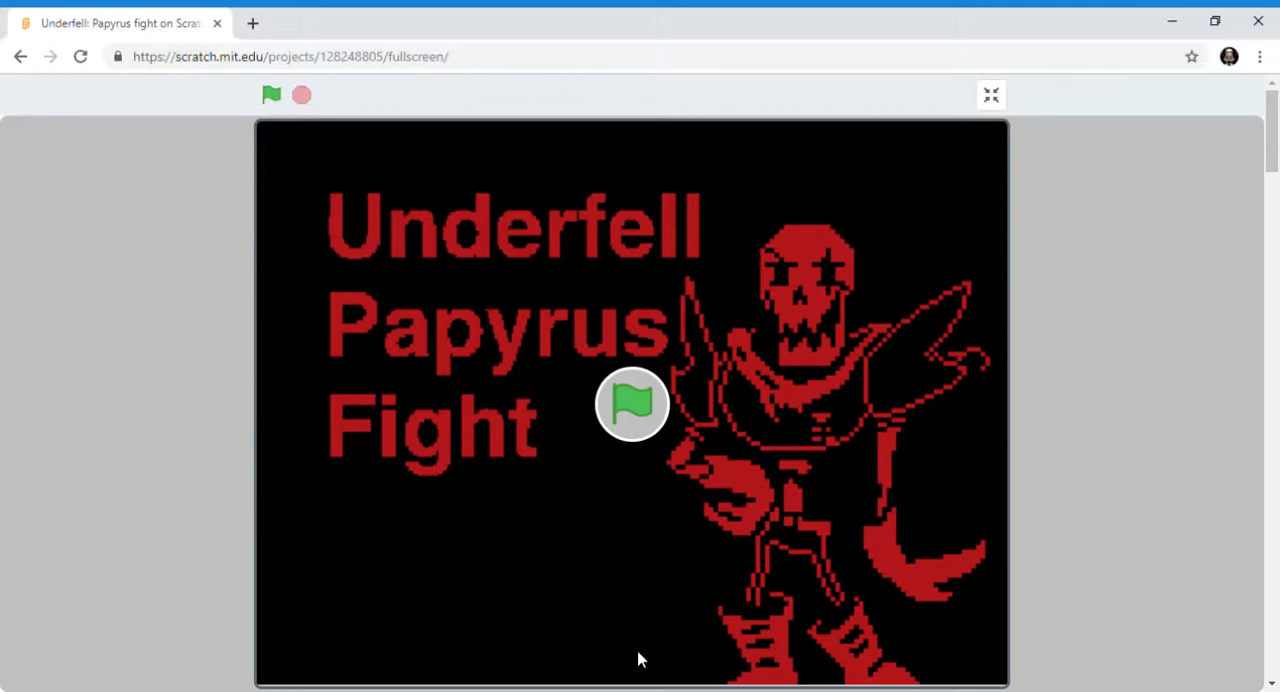 Underfell: Papyrus fight on Scrat
https://scratch.mit.edu/projects/128248805/fullscreen/
Underfell
Papyrus
Fight